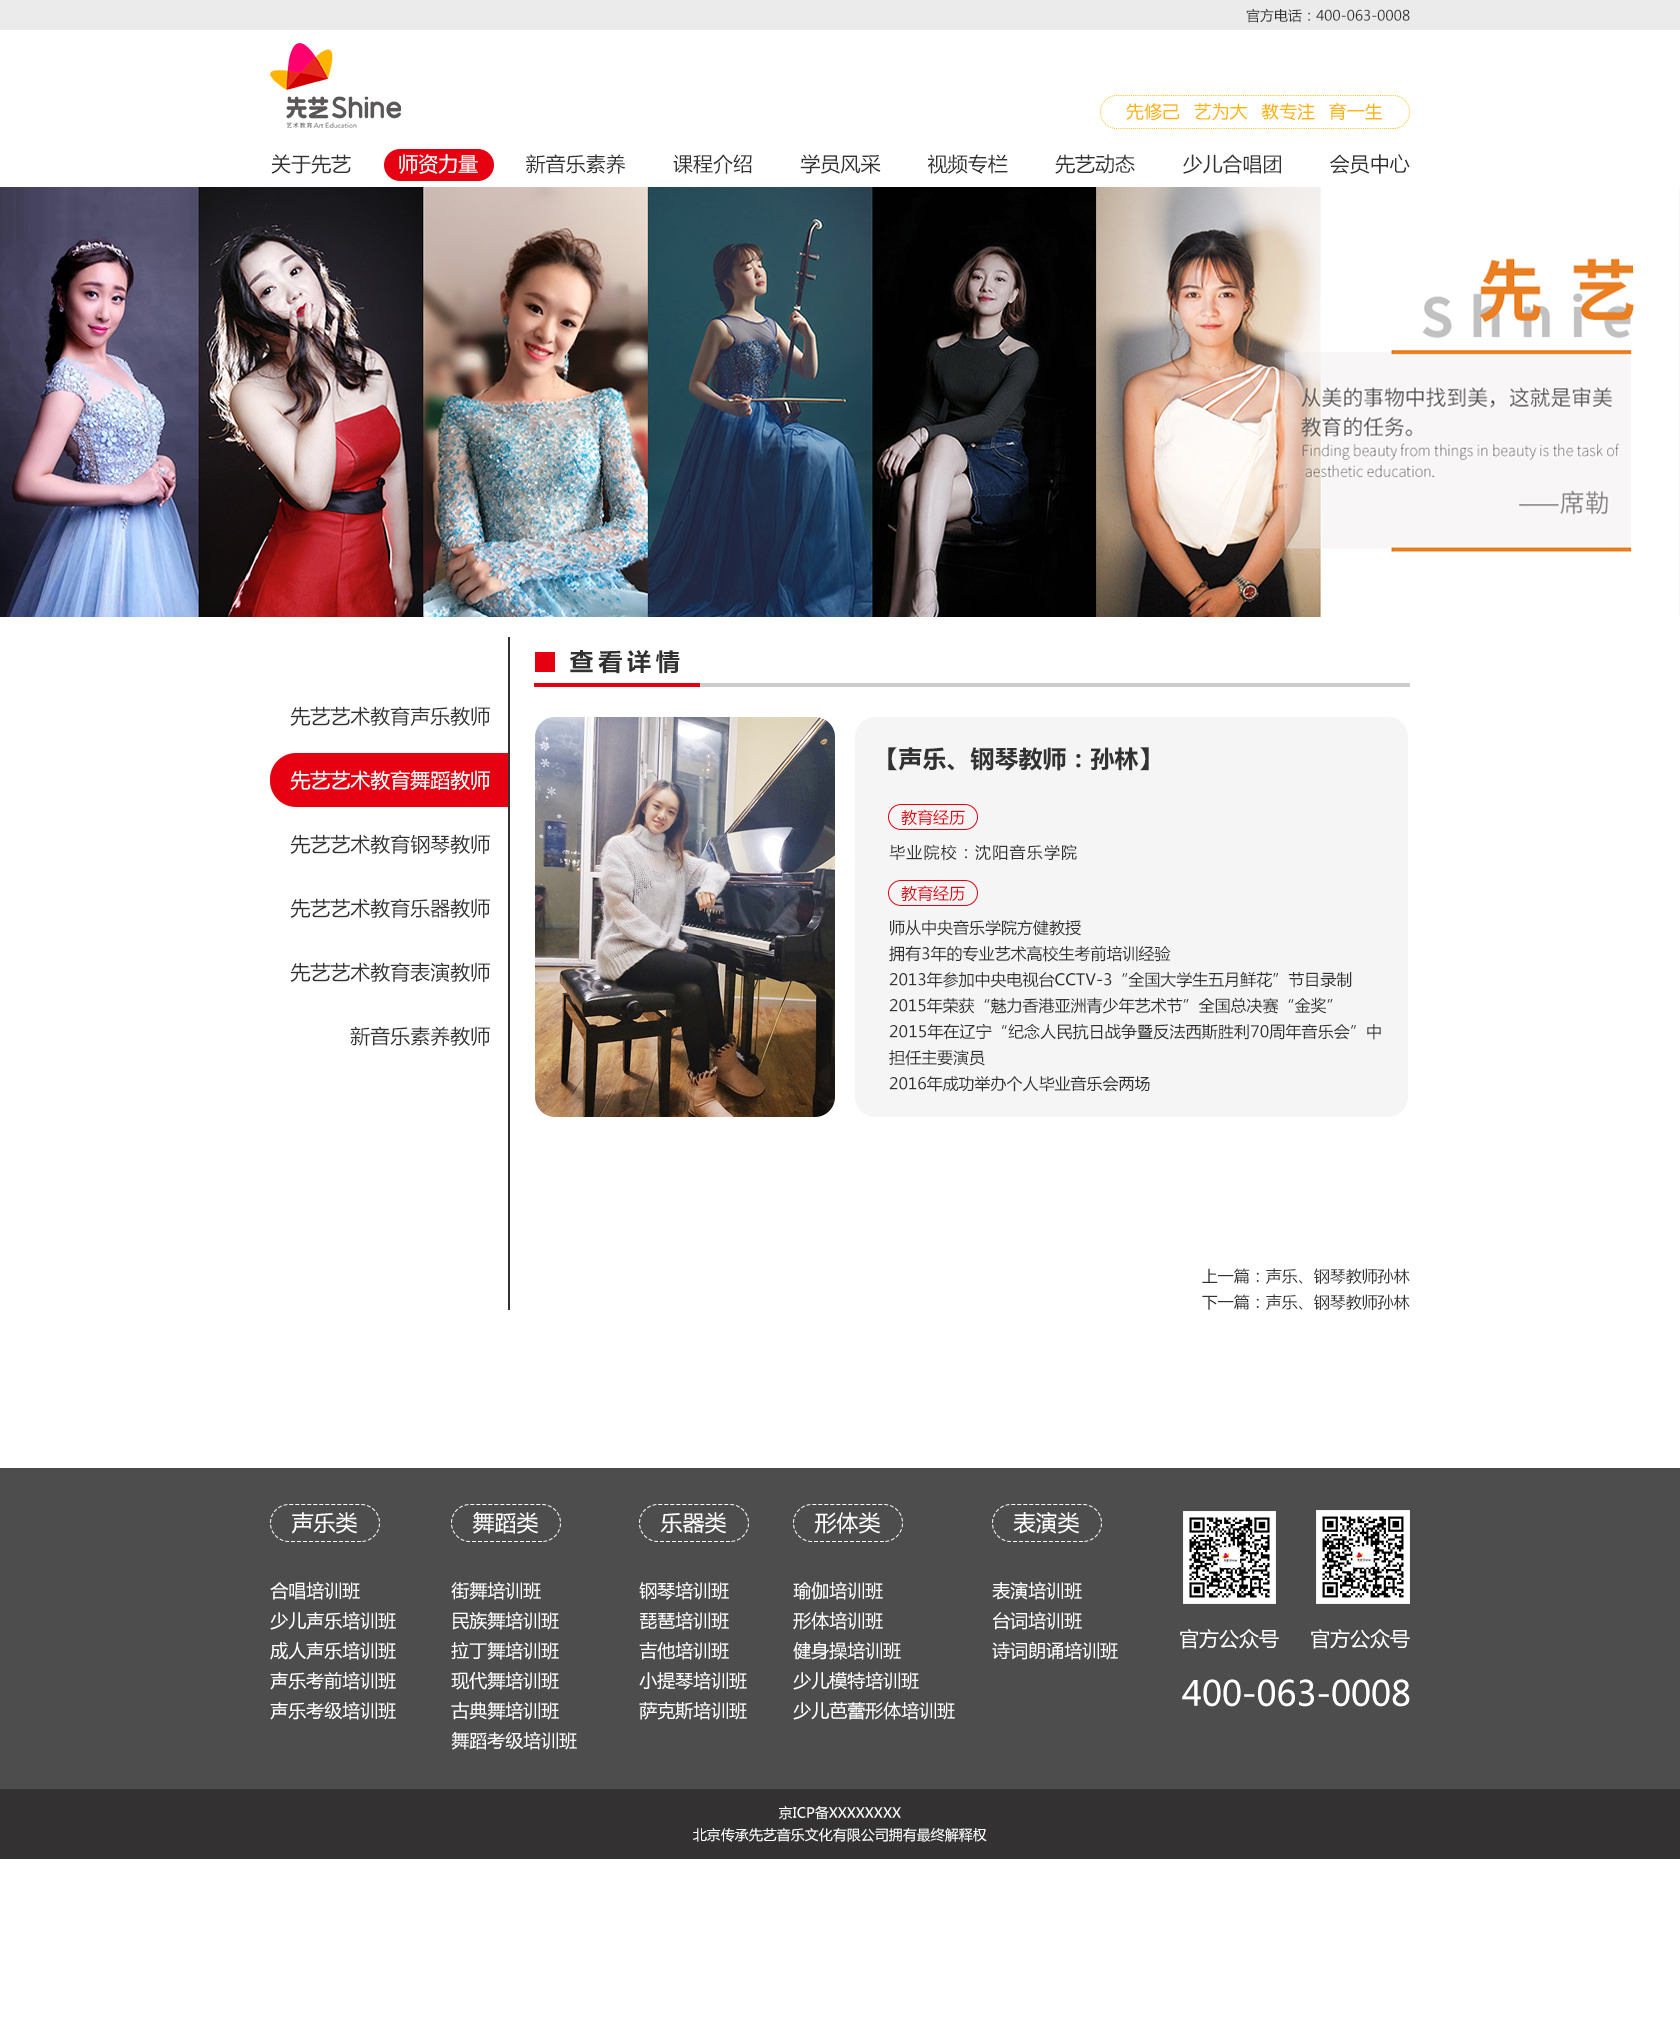 官方电话：400-063-0008
先艺Shine
艺术教育Art Education
先修己 艺为大 教专注 育一生
关于先艺 师资力量 新音乐素养 课程介绍 学员风采 视频专栏 先艺动态 少儿合唱团 会员中心
先艺
Shnie
从美的事物中找到美，这就是审美
教育的任务。
Finding beauty from things in beauty is the task of
aesthetic education.
——席勒
先艺艺术教育声乐教师
先艺艺术教育舞蹈教师
先艺艺术教育钢琴教师
先艺艺术教育乐器教师
先艺艺术教育表演教师
新音乐素养教师
查看详情
【声乐、钢琴教师：孙林】
教育经历
毕业院校：沈阳音乐学院
教育经历
师从中央音乐学院方健教授
拥有3年的专业艺术高校生考前培训经验
2013年参加中央电视台CCTV-3“全国大学生五月鲜花”节目录制
2015年荣获“魅力香港亚洲青少年艺术节”全国总决赛“金奖”
2015年在辽宁“纪念人民抗日战争暨反法西斯胜利70周年音乐会”中
担任主要演员
2016年成功举办个人毕业音乐会两场
上一篇：声乐、钢琴教师孙林
下一篇：声乐、钢琴教师孙林
声乐类
合唱培训班
少儿声乐培训班
成人声乐培训班
声乐考前培训班
声乐考级培训班
舞蹈类
街舞培训班
民族舞培训班
拉丁舞培训班
现代舞培训班
古典舞培训班
舞蹈考级培训班
乐器类
钢琴培训班
琵琶培训班
吉他培训班
小提琴培训班
萨克斯培训班
形体类
瑜伽培训班
形体培训班
健身操培训班
少儿模特培训班
少儿芭蕾形体培训班
表演类
表演培训班
台词培训班
诗词朗诵培训班
官方公众号 官方公众号
400-063-0008
京ICP备XXXXXXXX
北京传承先艺音乐文化有限公司拥有最终解释权